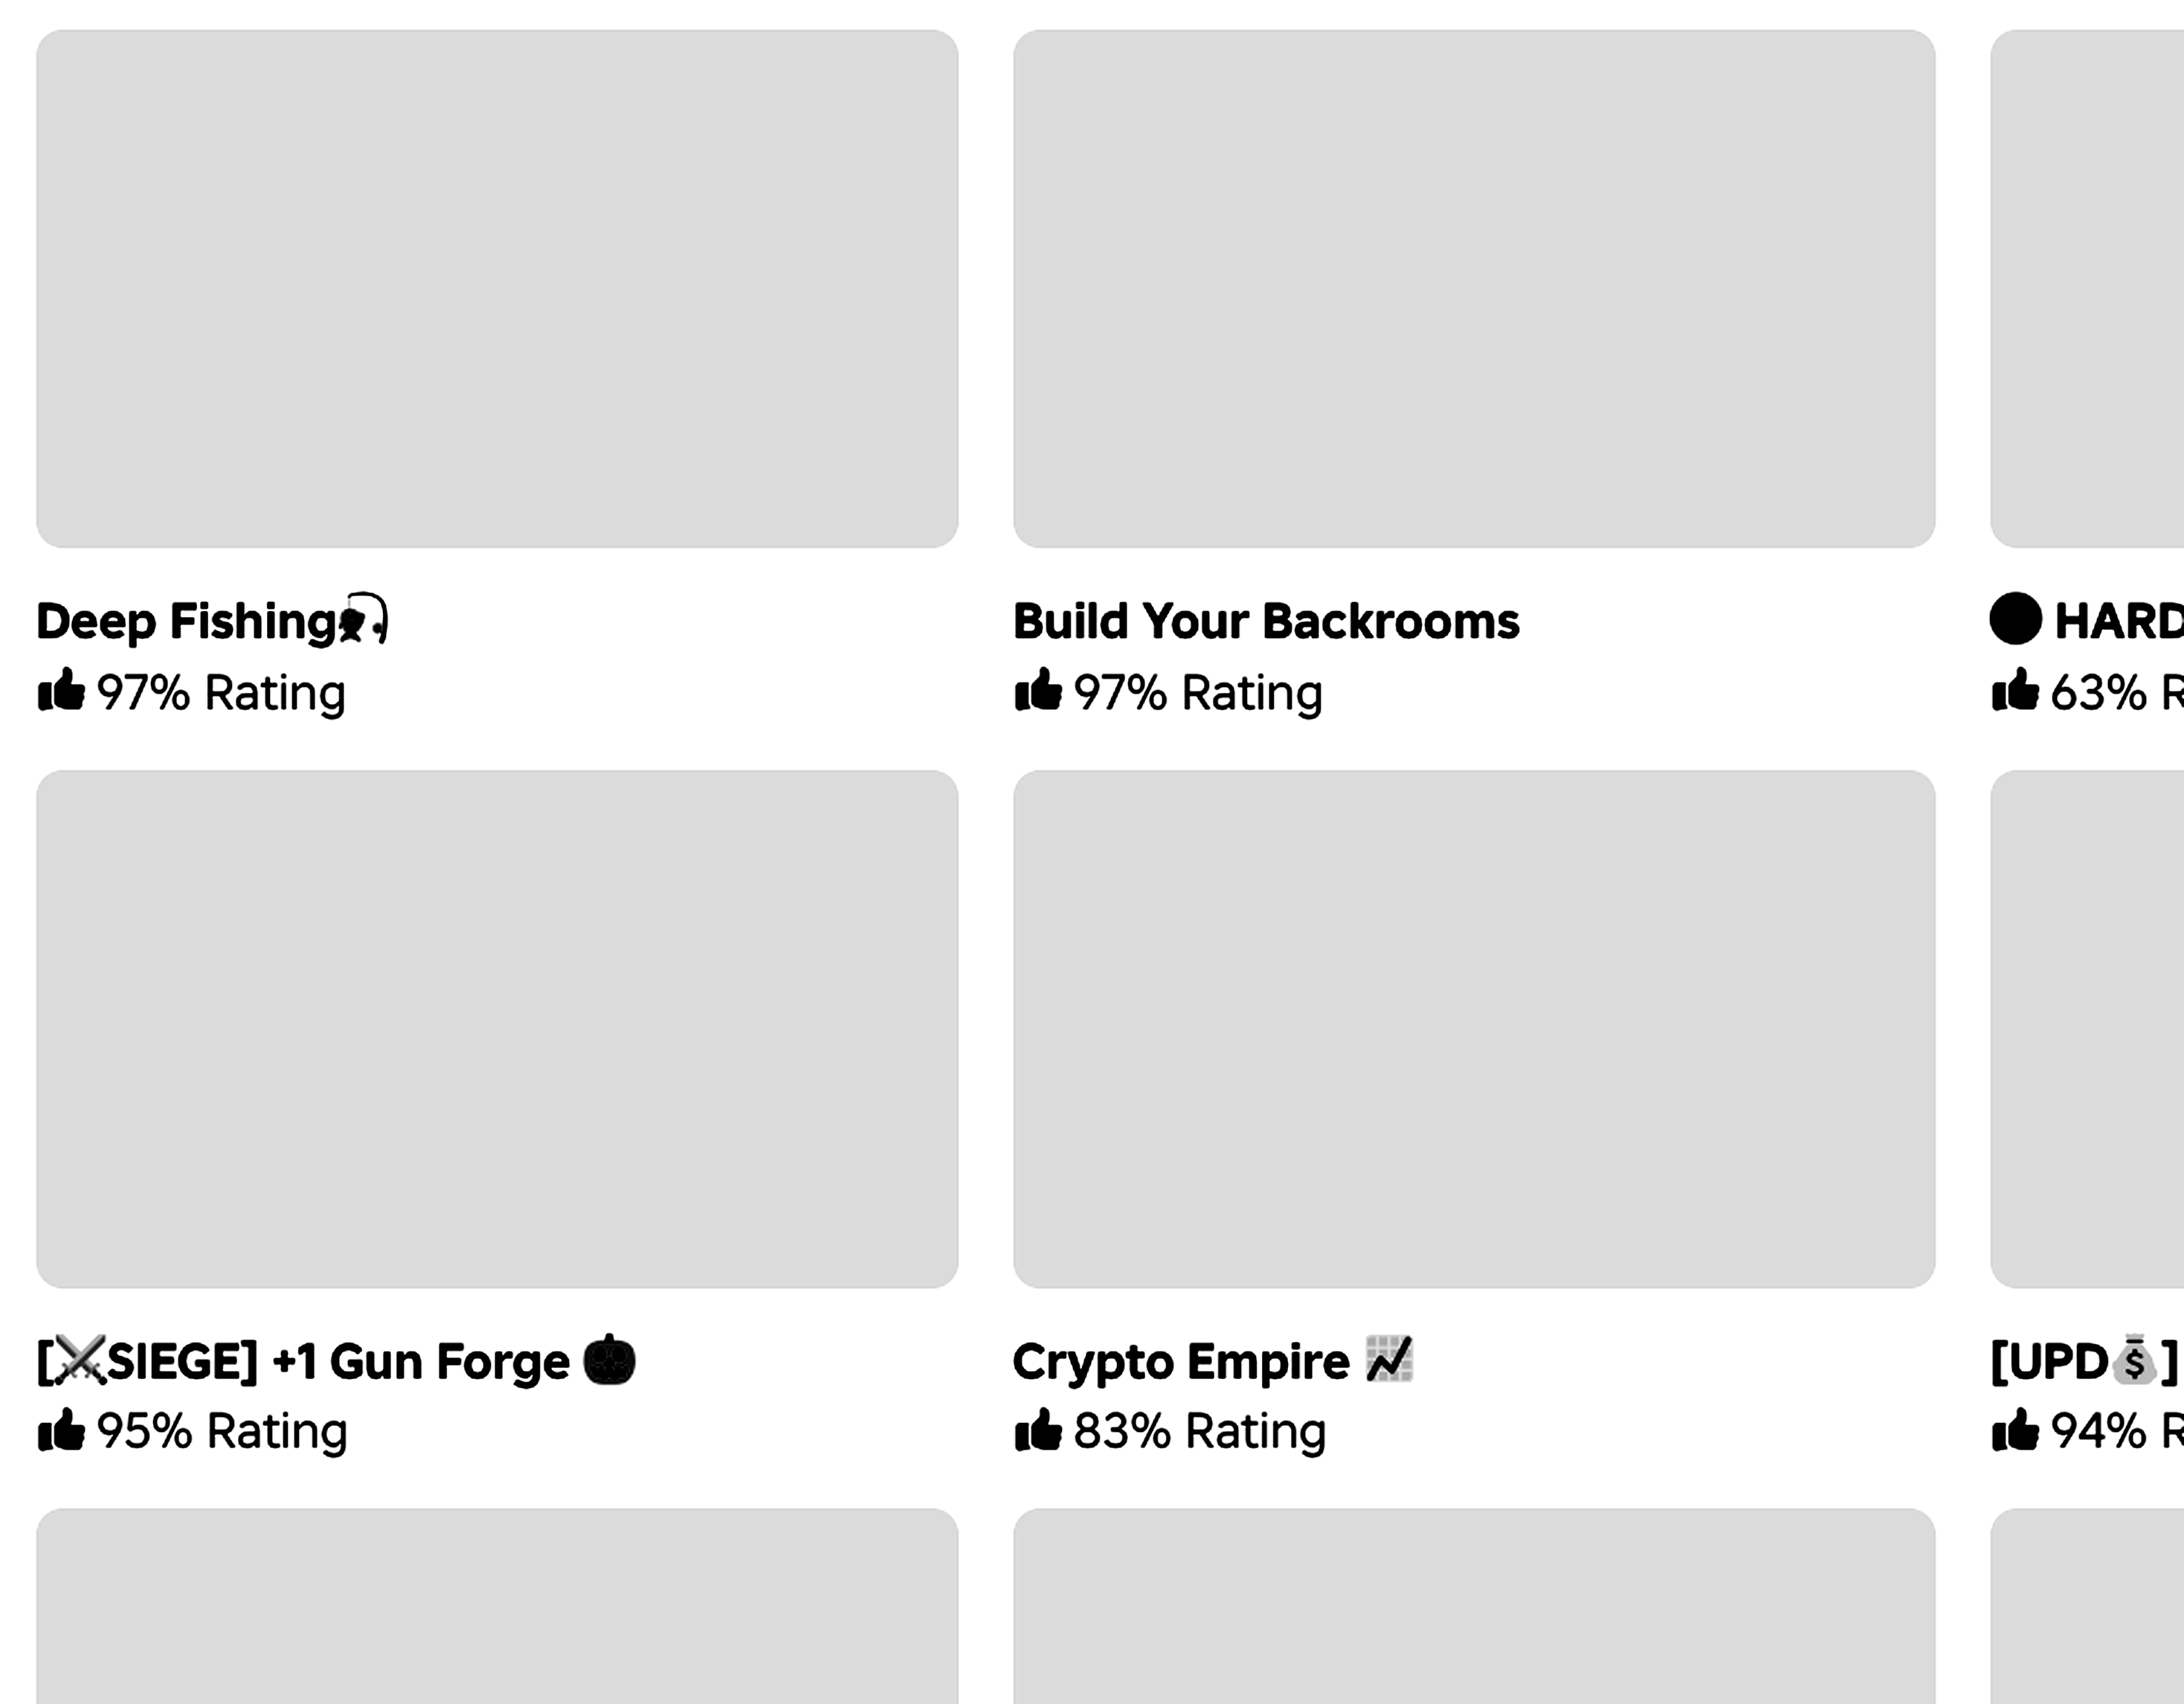 Deep Fishing🎣
👍 97% Rating
Build Your Backrooms
👍 97% Rating
HARD
👍 63% R
[⚔️SIEGE] +1 Gun Forge 🎃
👍 95% Rating
Crypto Empire 📈
👍 83% Rating
[UPD💰]
👍 94% R